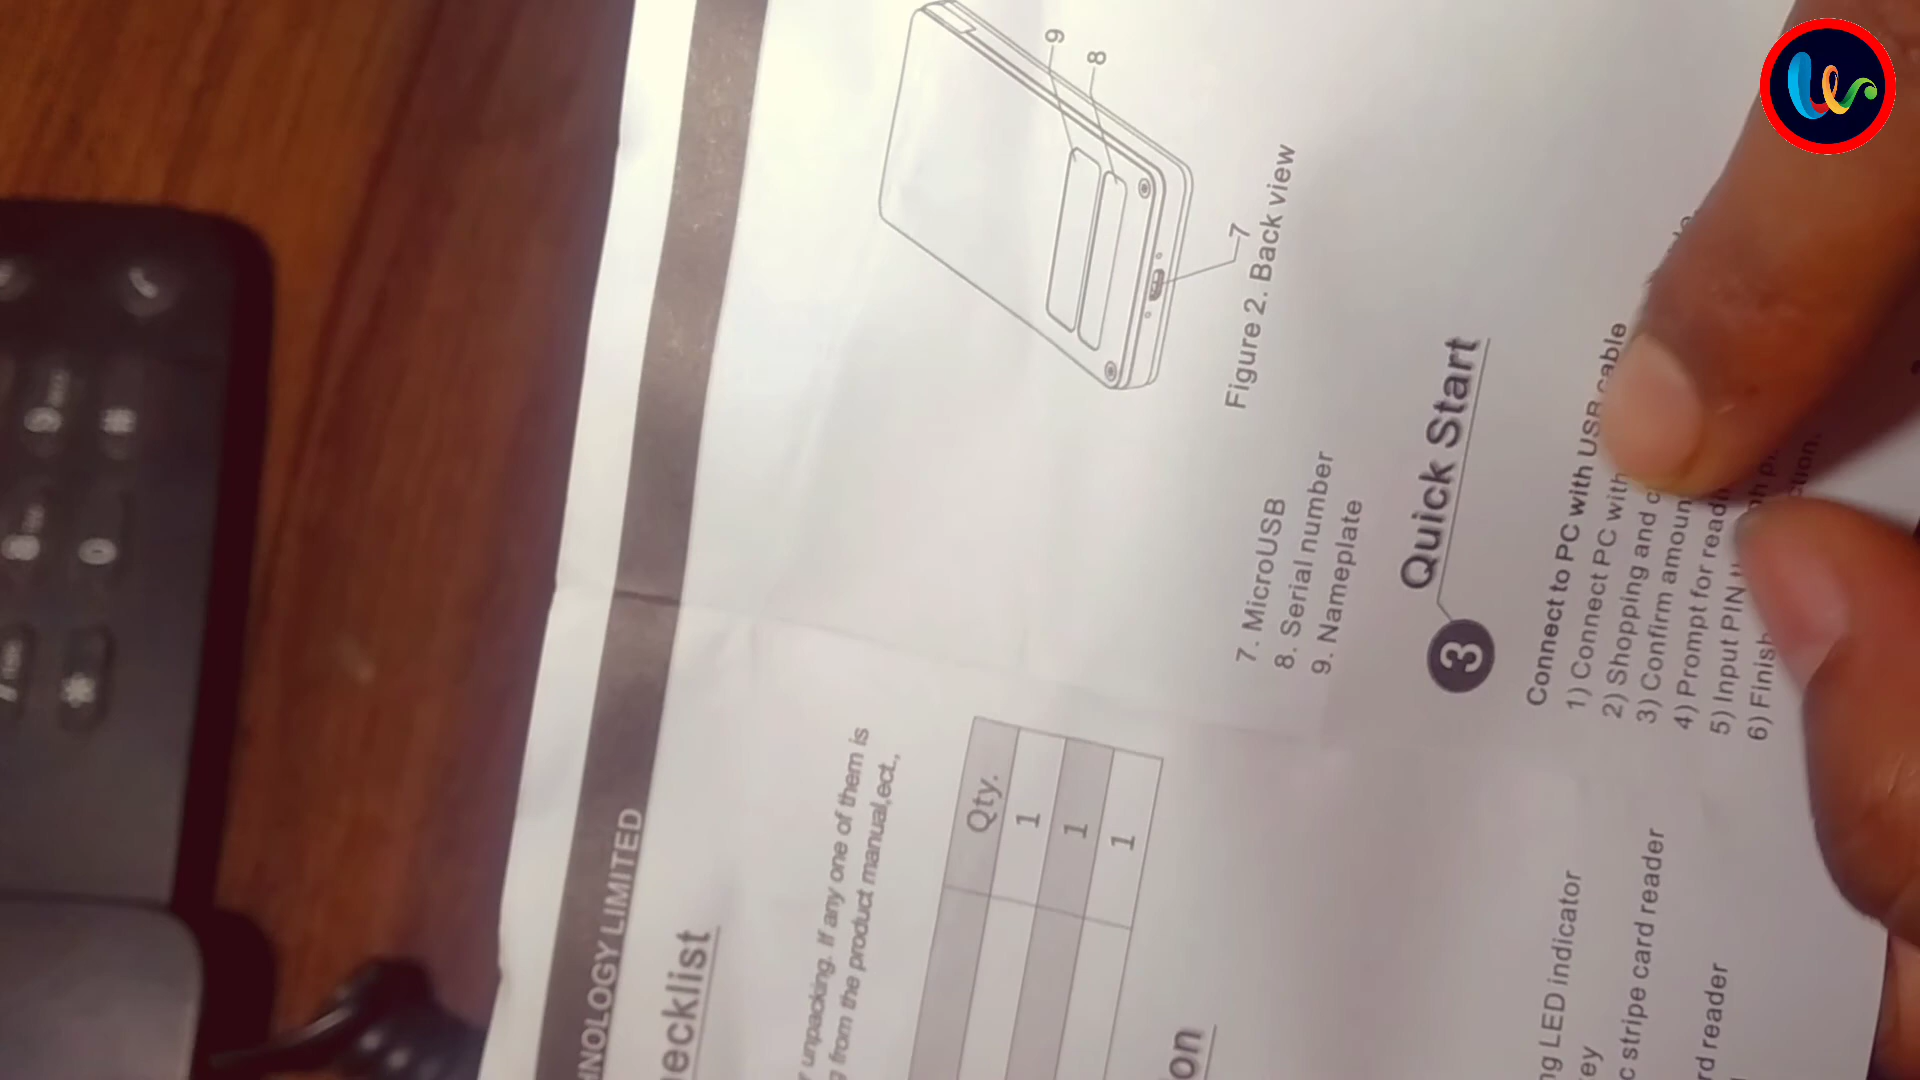 HNOLOGY LIMITED
ecklist
unpacking. If any one of them is
from the product manual,ect.,
Qty.
1
1
1
on
ng LED indicator
ey
c stripe card reader
rd reader
9
8
7
Figure 2. Back view
7. MicroUSB
8. Serial number
9. Nameplate
3 Quick Start
Connect to PC with USB cable
1) Connect PC with
2) Shopping and
3) Confirm amoun
4) Prompt for
5) Input PIN
6) Finish
ction.